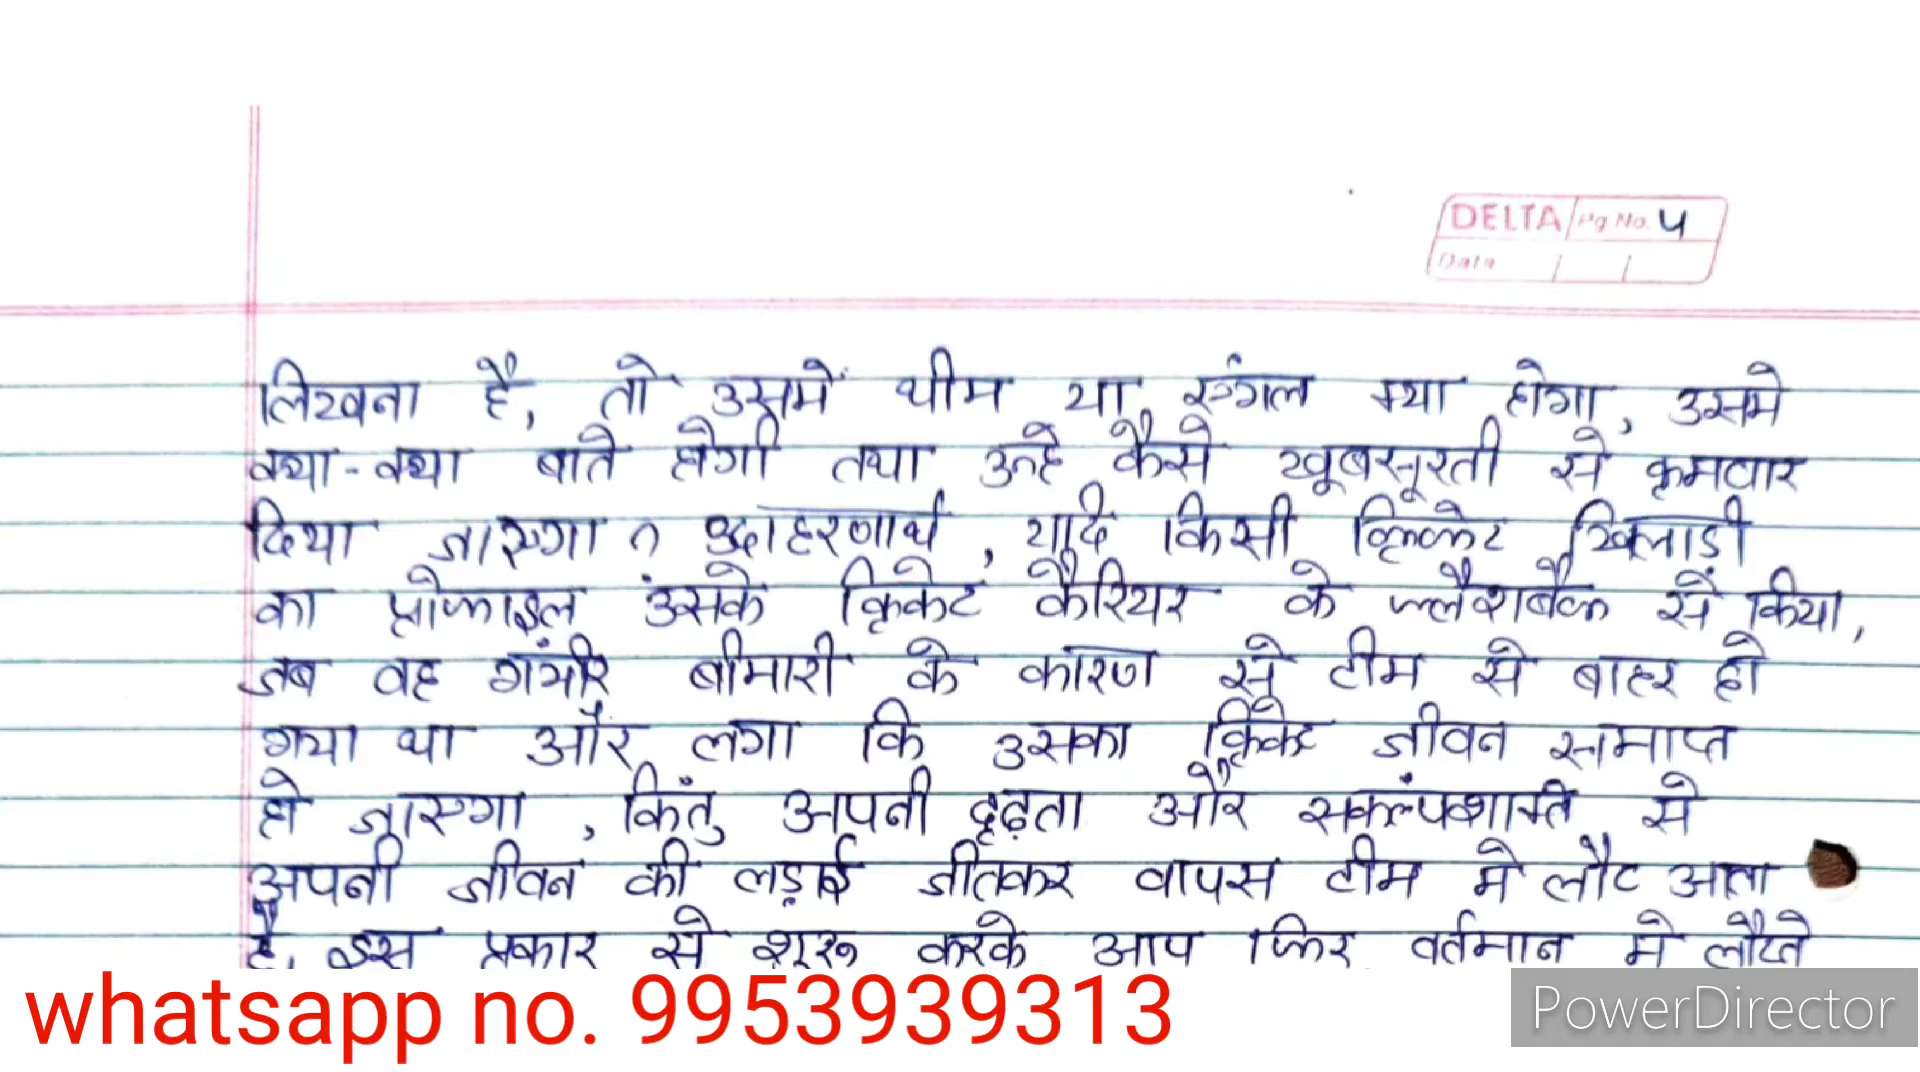 DELTA Pg No. 4
Date
लिखना है, तो उसमें थीम या एंगल क्या होगा, उसमे
क्या-क्या बाते होगी तथा उन्हे कैसे खूबसूरती से क्रमवार
दिया जाएगा । उदाहरणार्थ, यदि किसी क्रिकेट खिलाड़ी
का प्रोफाइल उंसके क्रिकेट कैरियर के फ्लैशबैक सें किया,
जब वह गंभीर बीमारी के कारण से टीम से बाहर हो
गया था और लगा कि उसका क्रिकेट जीवन समाप्त
हो जाएगा, किंतु अपनी दृढ़ता और सकल्ंपशक्ति से
अपनी जीवन की लड़ाई जीतकर वापस टीम मे लौट आता
है, इस प्रकार से शुरू करके आप फिर वर्तमान मे लौटते
whatsapp no. 9953939313
PowerDirector